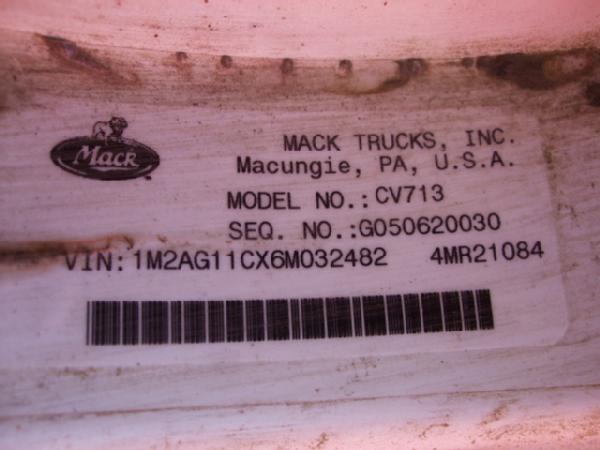 Mack
MACK TRUCKS, INC.
Macungie, PA, U.S.A.
MODEL NO.: CV713
SEQ. NO.:G050620030
VIN: 1M2AG11CX6M032482 4MR21084